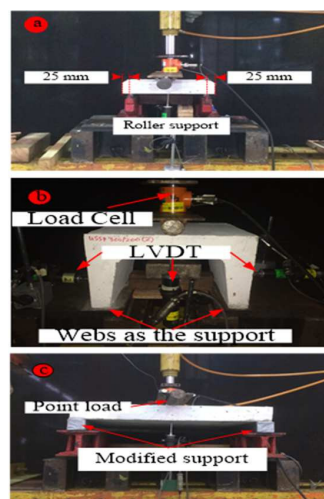 a
25 mm
25 mm
Roller support
b
Load Cell
LVDT
Webs as the support
c
Point load
Modified support